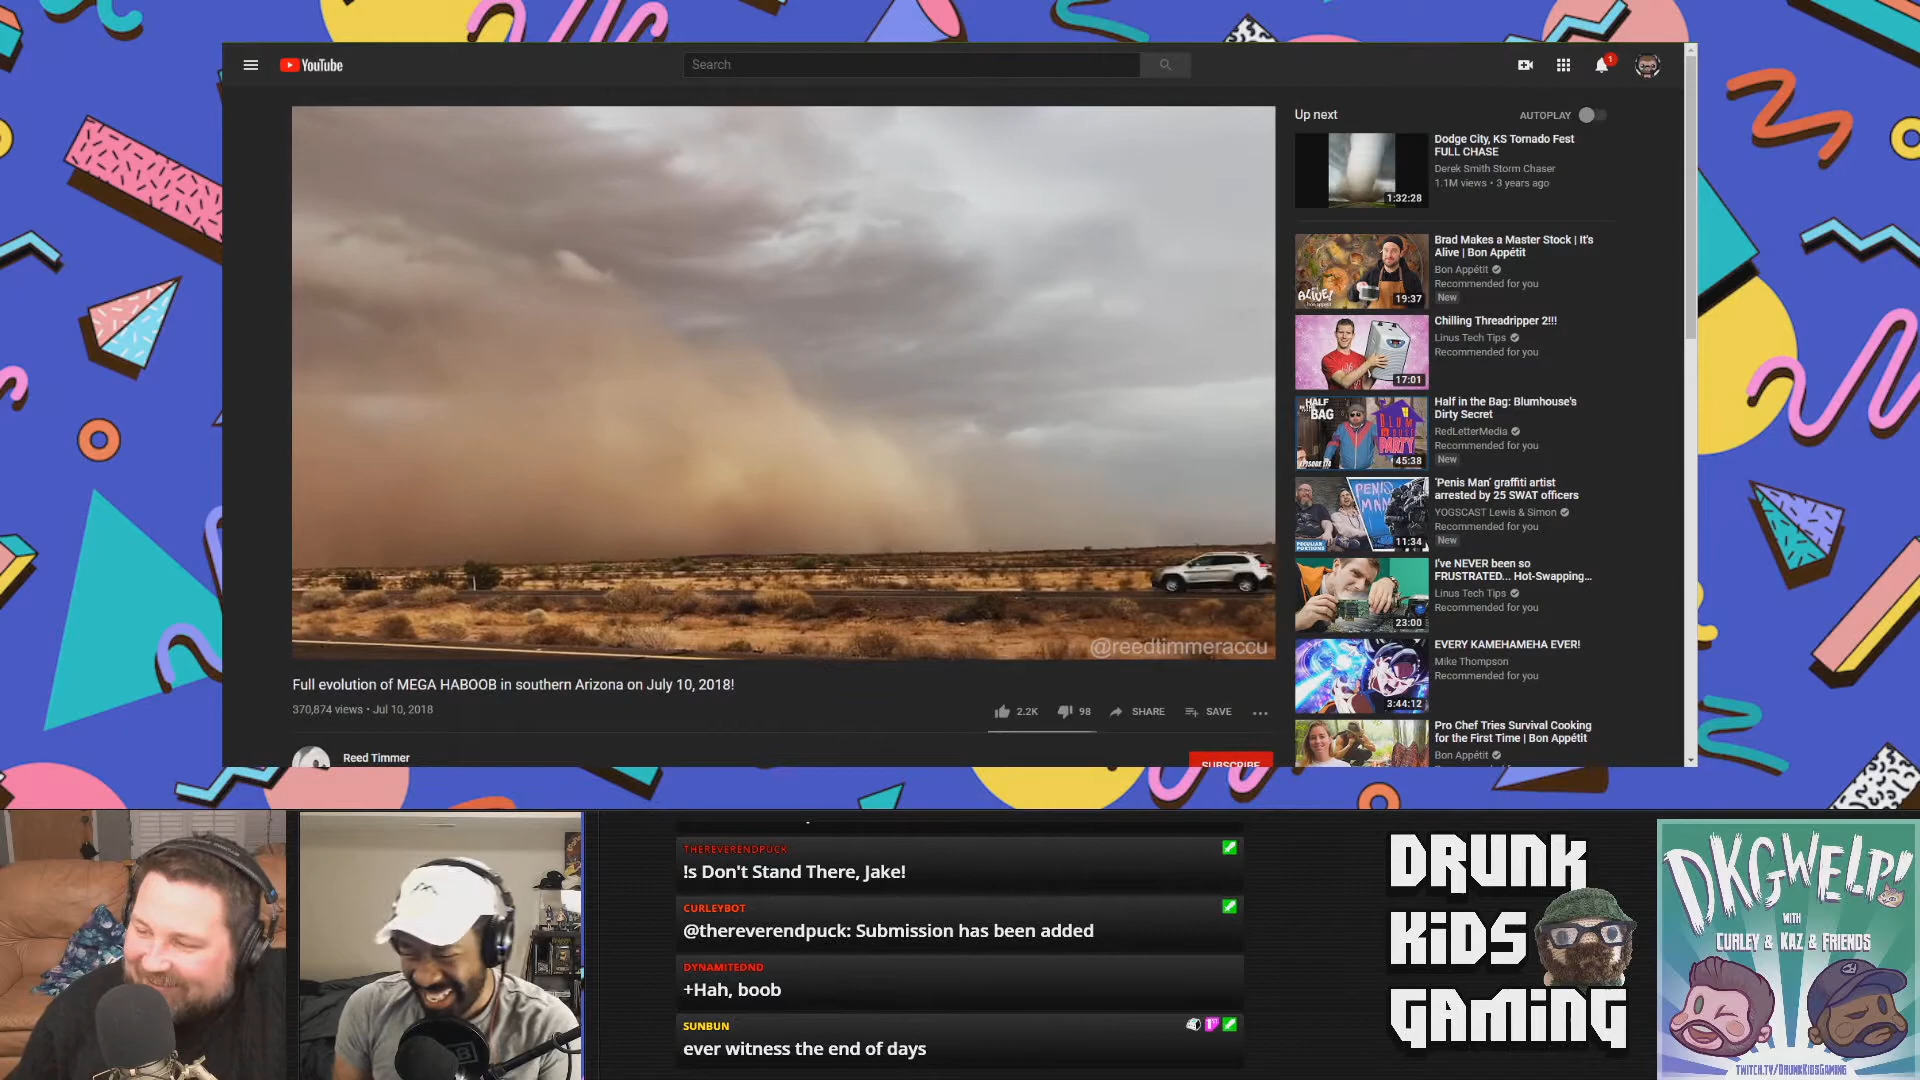 YouTube
Search
1
@reedtimmeraccu
Full evolution of MEGA HABOOB in southern Arizona on July 10, 2018!
370,874 views • Jul 10, 2018
2.2K
98
SHARE
SAVE
Reed Timmer
SUBSCRIBE
Up next
AUTOPLAY
1:32:28
Dodge City, KS Tornado Fest
FULL CHASE
Derek Smith Storm Chaser
1.1M views • 3 years ago
ALIVE!
19:37
Brad Makes a Master Stock | It's
Alive | Bon Appétit
Bon Appétit
Recommended for you
New
17:01
Chilling Threadripper 2!!!
Linus Tech Tips
Recommended for you
HALF
BAG
PARTY
45:38
Half in the Bag: Blumhouse's
Dirty Secret
RedLetterMedia
Recommended for you
New
PENIS
MAN
11:34
'Penis Man' graffiti artist
arrested by 25 SWAT officers
YOGSCAST Lewis & Simon
Recommended for you
New
23:00
I've NEVER been so
FRUSTRATED... Hot-Swapping...
Linus Tech Tips
Recommended for you
3:44:12
EVERY KAMEHAMEHA EVER!
Mike Thompson
Recommended for you
Pro Chef Tries Survival Cooking
for the First Time | Bon Appétit
Bon Appétit
THEREVERENDPUCK
!s Don't Stand There, Jake!
CURLEYBOT
@thereverendpuck: Submission has been added
DYNAMITEDND
+Hah, boob
SUNBUN
ever witness the end of days
DRUNK
KiDS
GAMiNG
DKGWELP!
WITH
CURLEY & KAZ & FRIENDS
TWITCH.TV/DRUNKKIDSGAMING